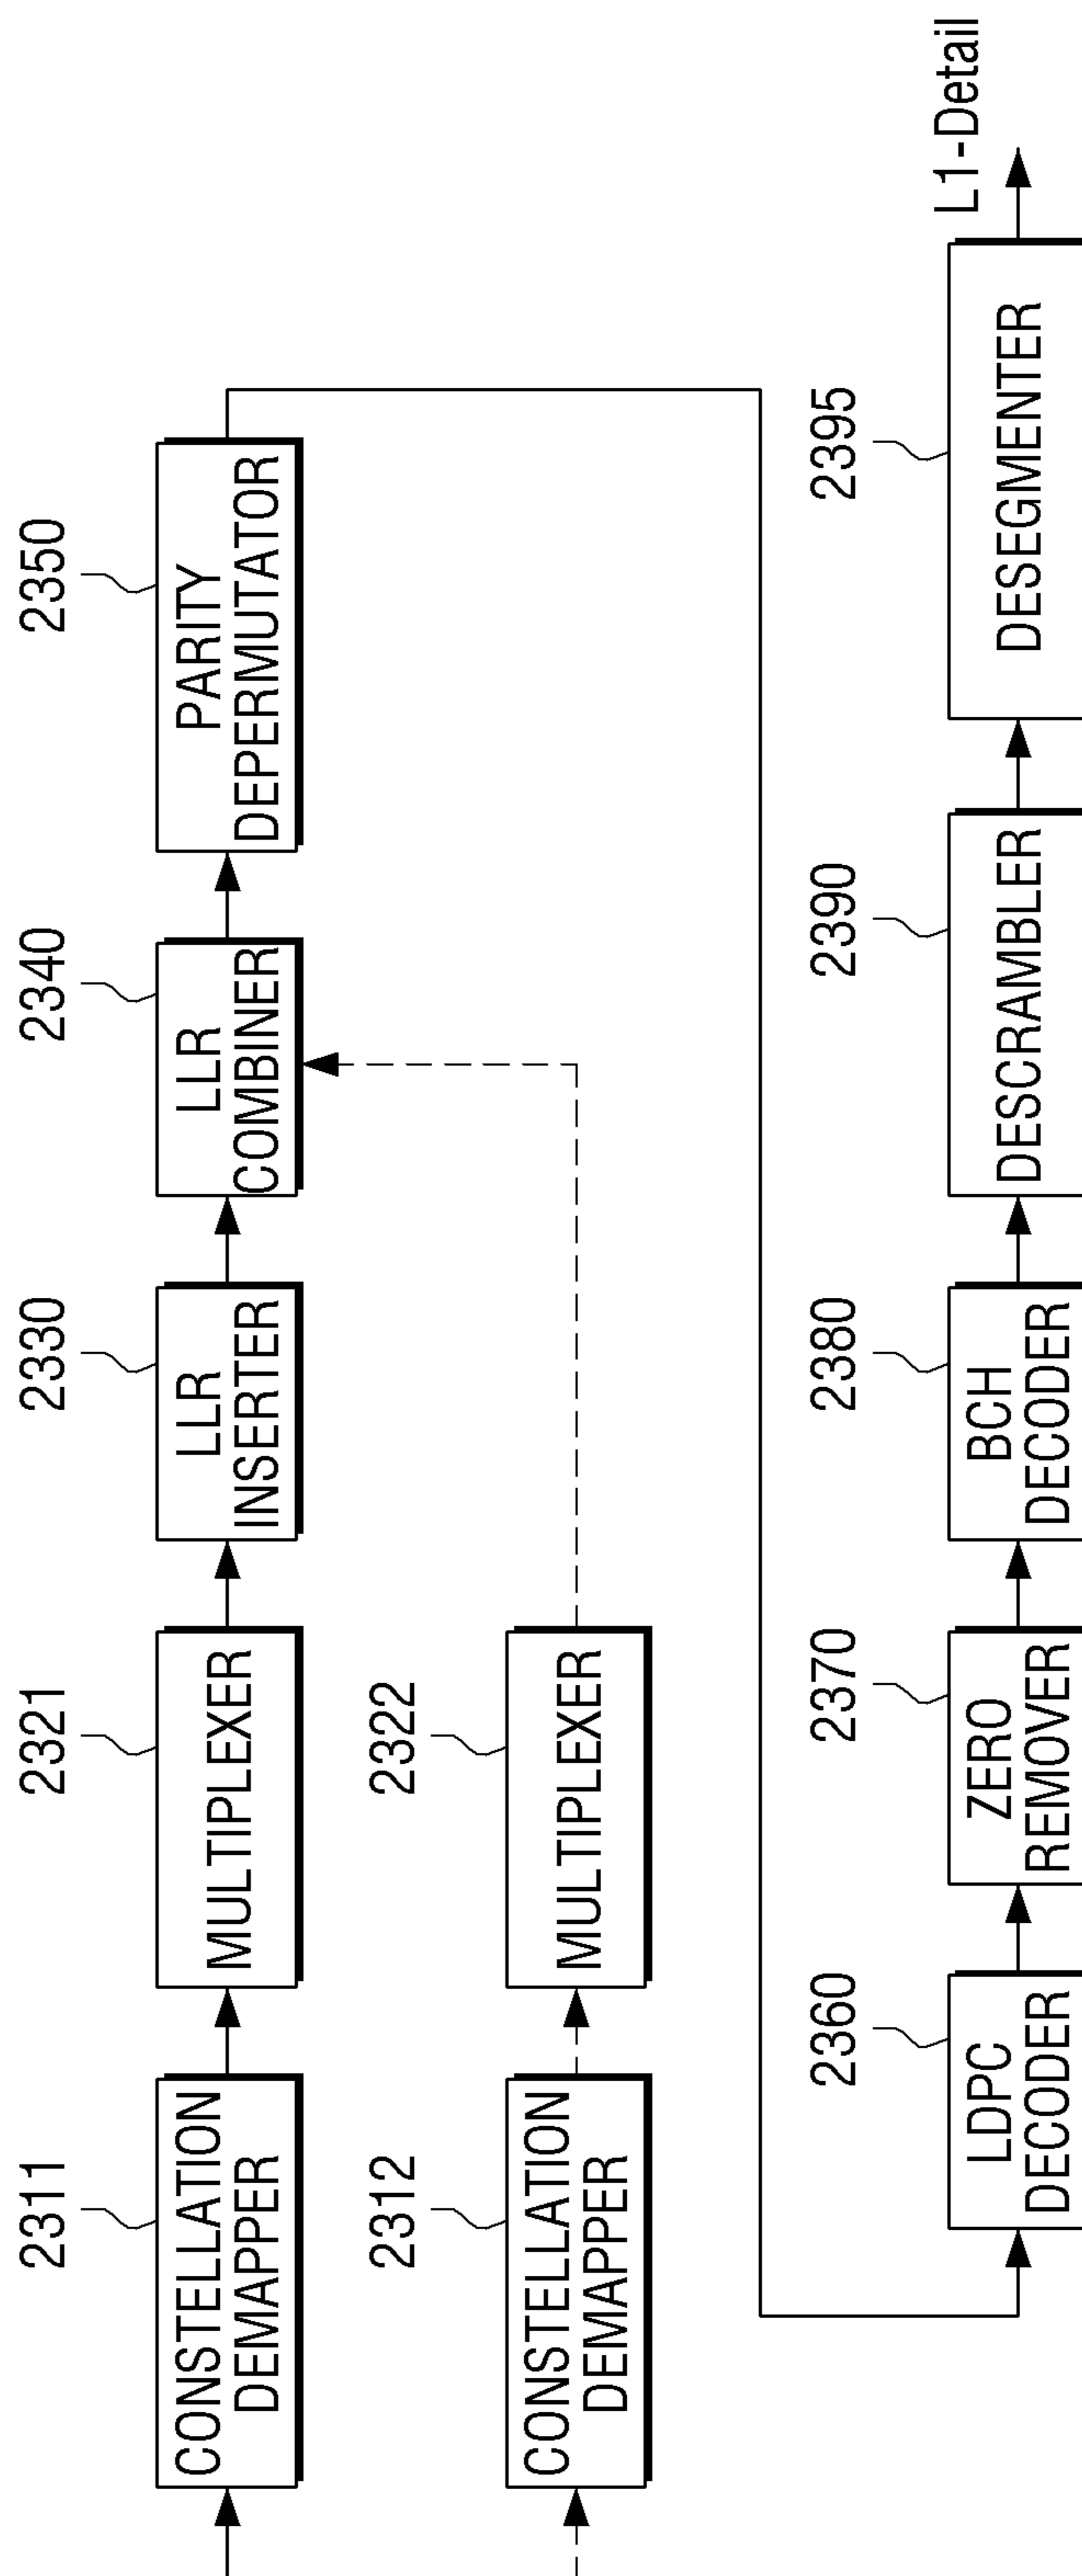 2311
CONSTELLATION
DEMAPPER
2321
MULTIPLEXER
2330
LLR
INSERTER
2340
LLR
COMBINER
2350
PARITY
DEPERMUTATOR
2312
CONSTELLATION
DEMAPPER
2322
MULTIPLEXER
2360
LDPC
DECODER
2370
ZERO
REMOVER
2380
BCH
DECODER
2390
DESCRAMBLER
2395
DESEGMENTER
L1-Detail